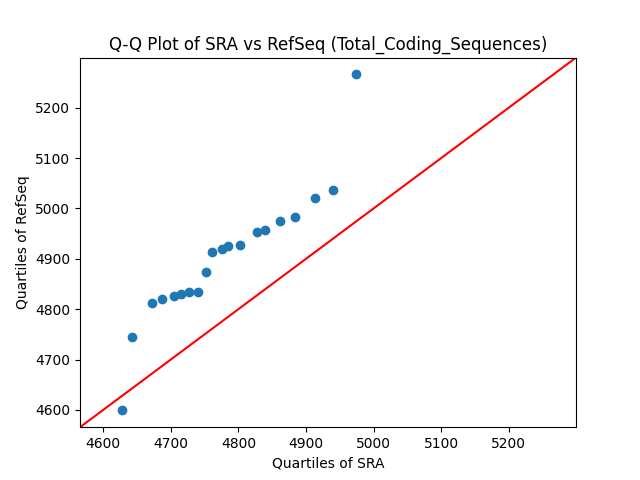 Q-Q Plot of SRA vs RefSeq (Total_Coding_Sequences)
Quartiles of RefSeq
5200
5100
5000
4900
4800
4700
4600
4600 4700 4800 4900 5000 5100 5200
Quartiles of SRA